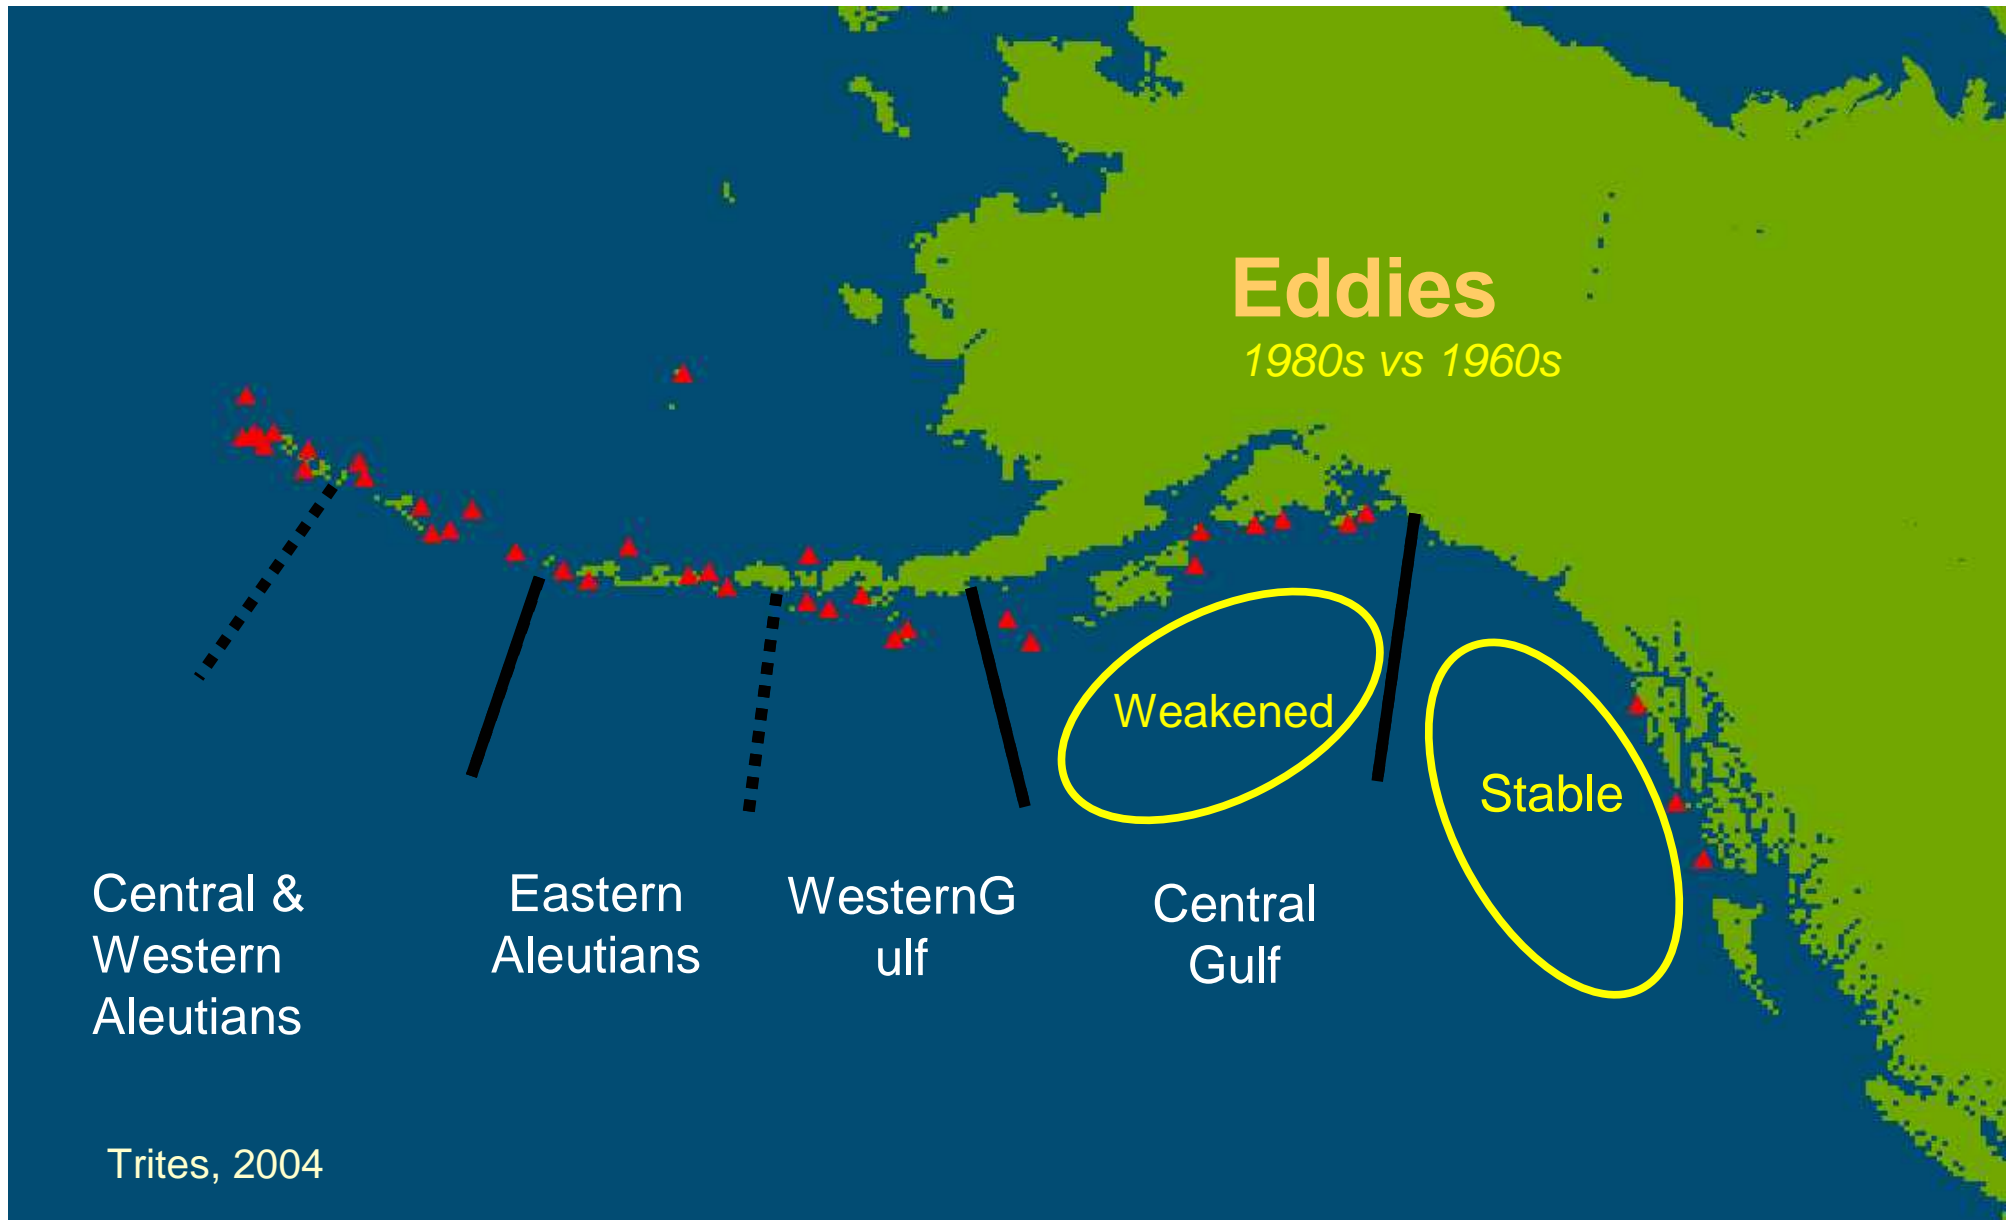 Eddies
1980s vs 1960s
Weakened
Stable
Central &
Western
Aleutians
Eastern
Aleutians
WesternG
ulf
Central
Gulf
Trites, 2004